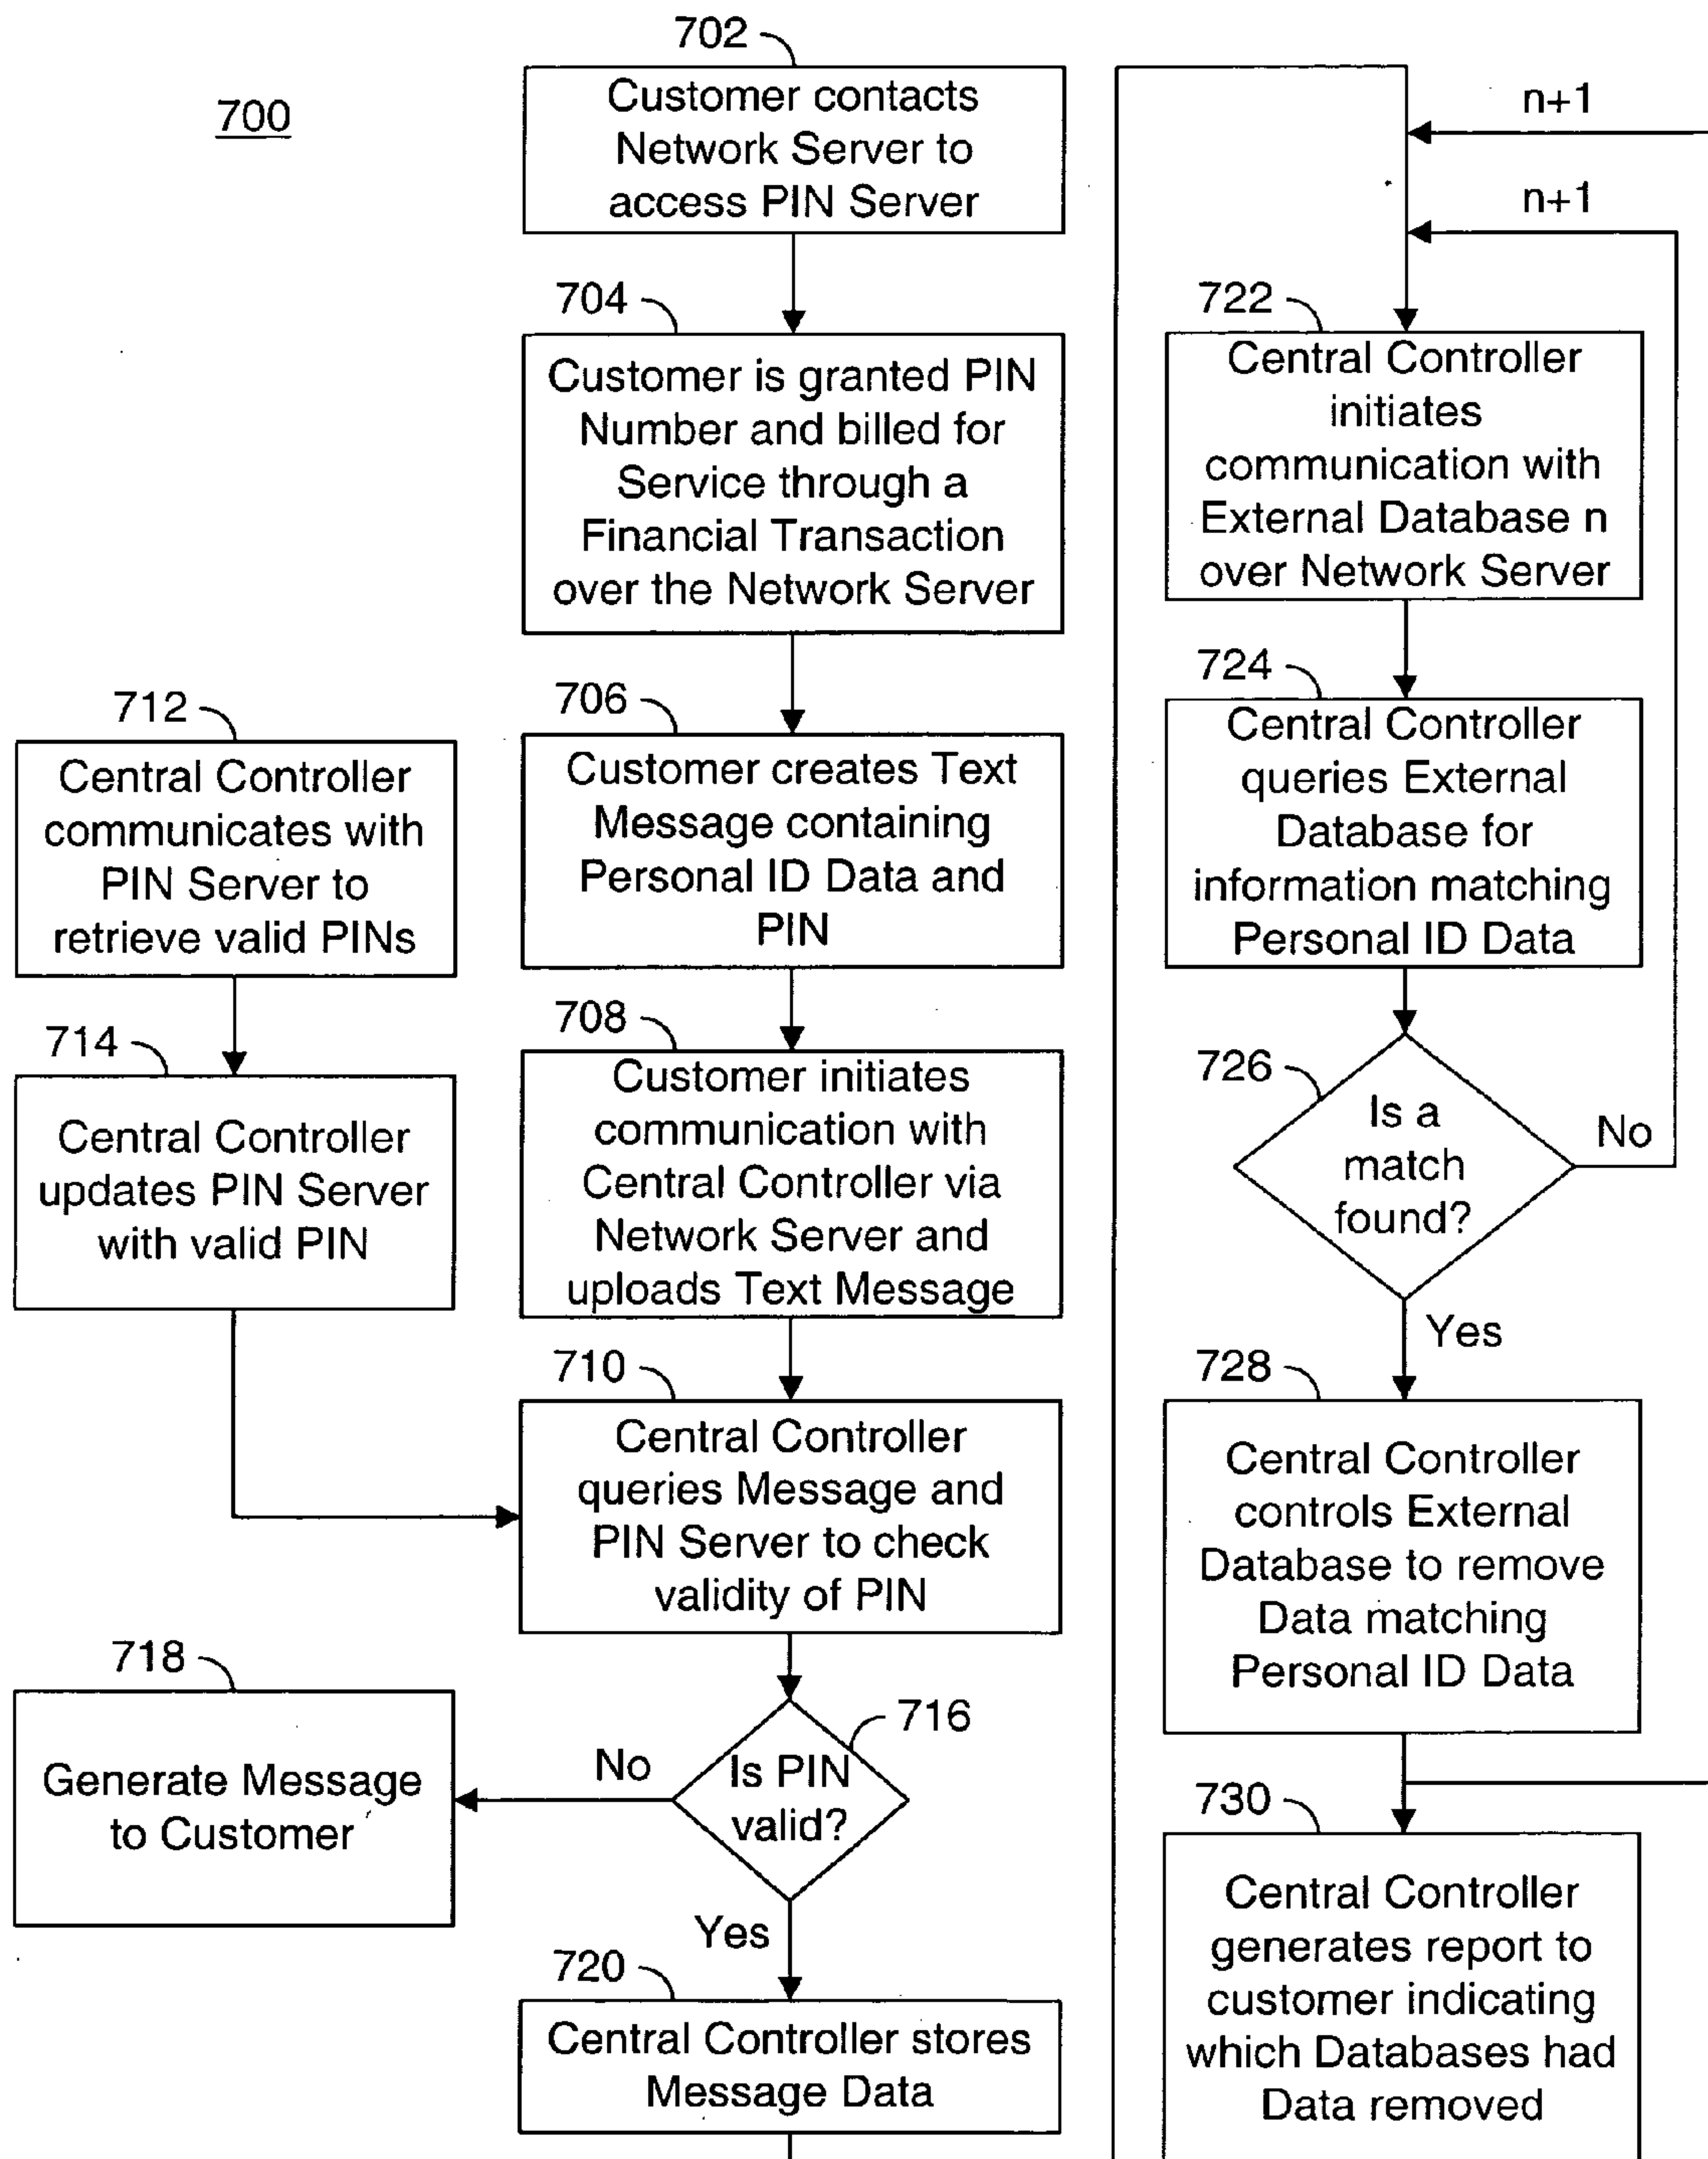 700
702
Customer contacts
Network Server to
access PIN Server
704
Customer is granted PIN
Number and billed for
Service through a
Financial Transaction
over the Network Server
706
Customer creates Text
Message containing
Personal ID Data and
PIN
708
Customer initiates
communication with
Central Controller via
Network Server and
uploads Text Message
712
Central Controller
communicates with
PIN Server to
retrieve valid PINs
714
Central Controller
updates PIN Server
with valid PIN
710
Central Controller
queries Message and
PIN Server to check
validity of PIN
716
Is PIN
valid?
No
718
Generate Message
to Customer
Yes
720
Central Controller stores
Message Data
n+1
n+1
722
Central Controller
initiates
communication with
External Database n
over Network Server
724
Central Controller
queries External
Database for
information matching
Personal ID Data
726
Is a
match
found?
No
Yes
728
Central Controller
controls External
Database to remove
Data matching
Personal ID Data
730
Central Controller
generates report to
customer indicating
which Databases had
Data removed